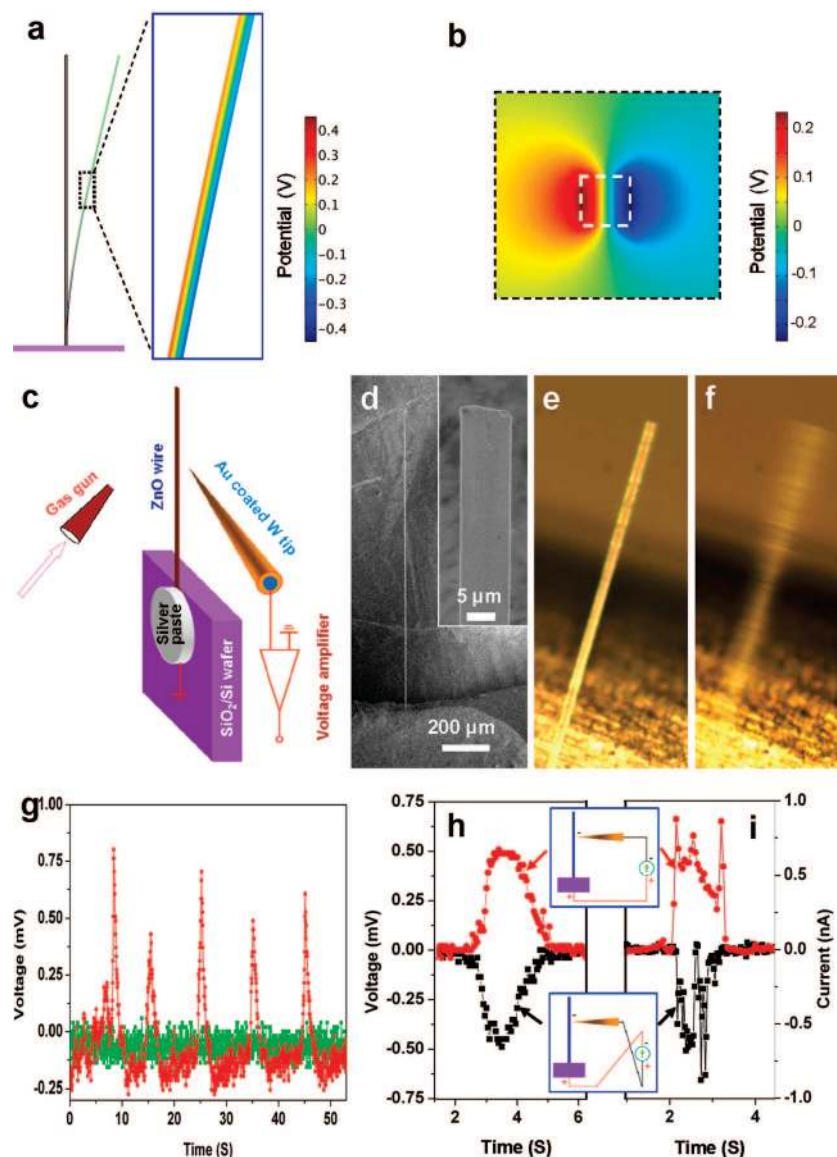 a
0.4
0.3
0.2
0.1
0
-0.1
-0.2
-0.3
-0.4
Potential (V)
b
0.2
0.1
0
-0.1
-0.2
Potential (V)
c
Gas gun
ZnO wire
Au coated W tip
Silver
paste
SiO2/Si wafer
Voltage amplifier
d
5 µm
200 µm
e
f
g
1.00
0.75
0.50
0.25
0.00
-0.25
Voltage (mV)
0 10 20 30 40 50
Time (S)
h
0.75
0.50
0.25
0.00
-0.25
-0.50
-0.75
Voltage (mV)
2 4 6
Time (S)
- - + +
- - + +
i
1.0
0.5
0.0
-0.5
-1.0
Current (nA)
2 4
Time (S)